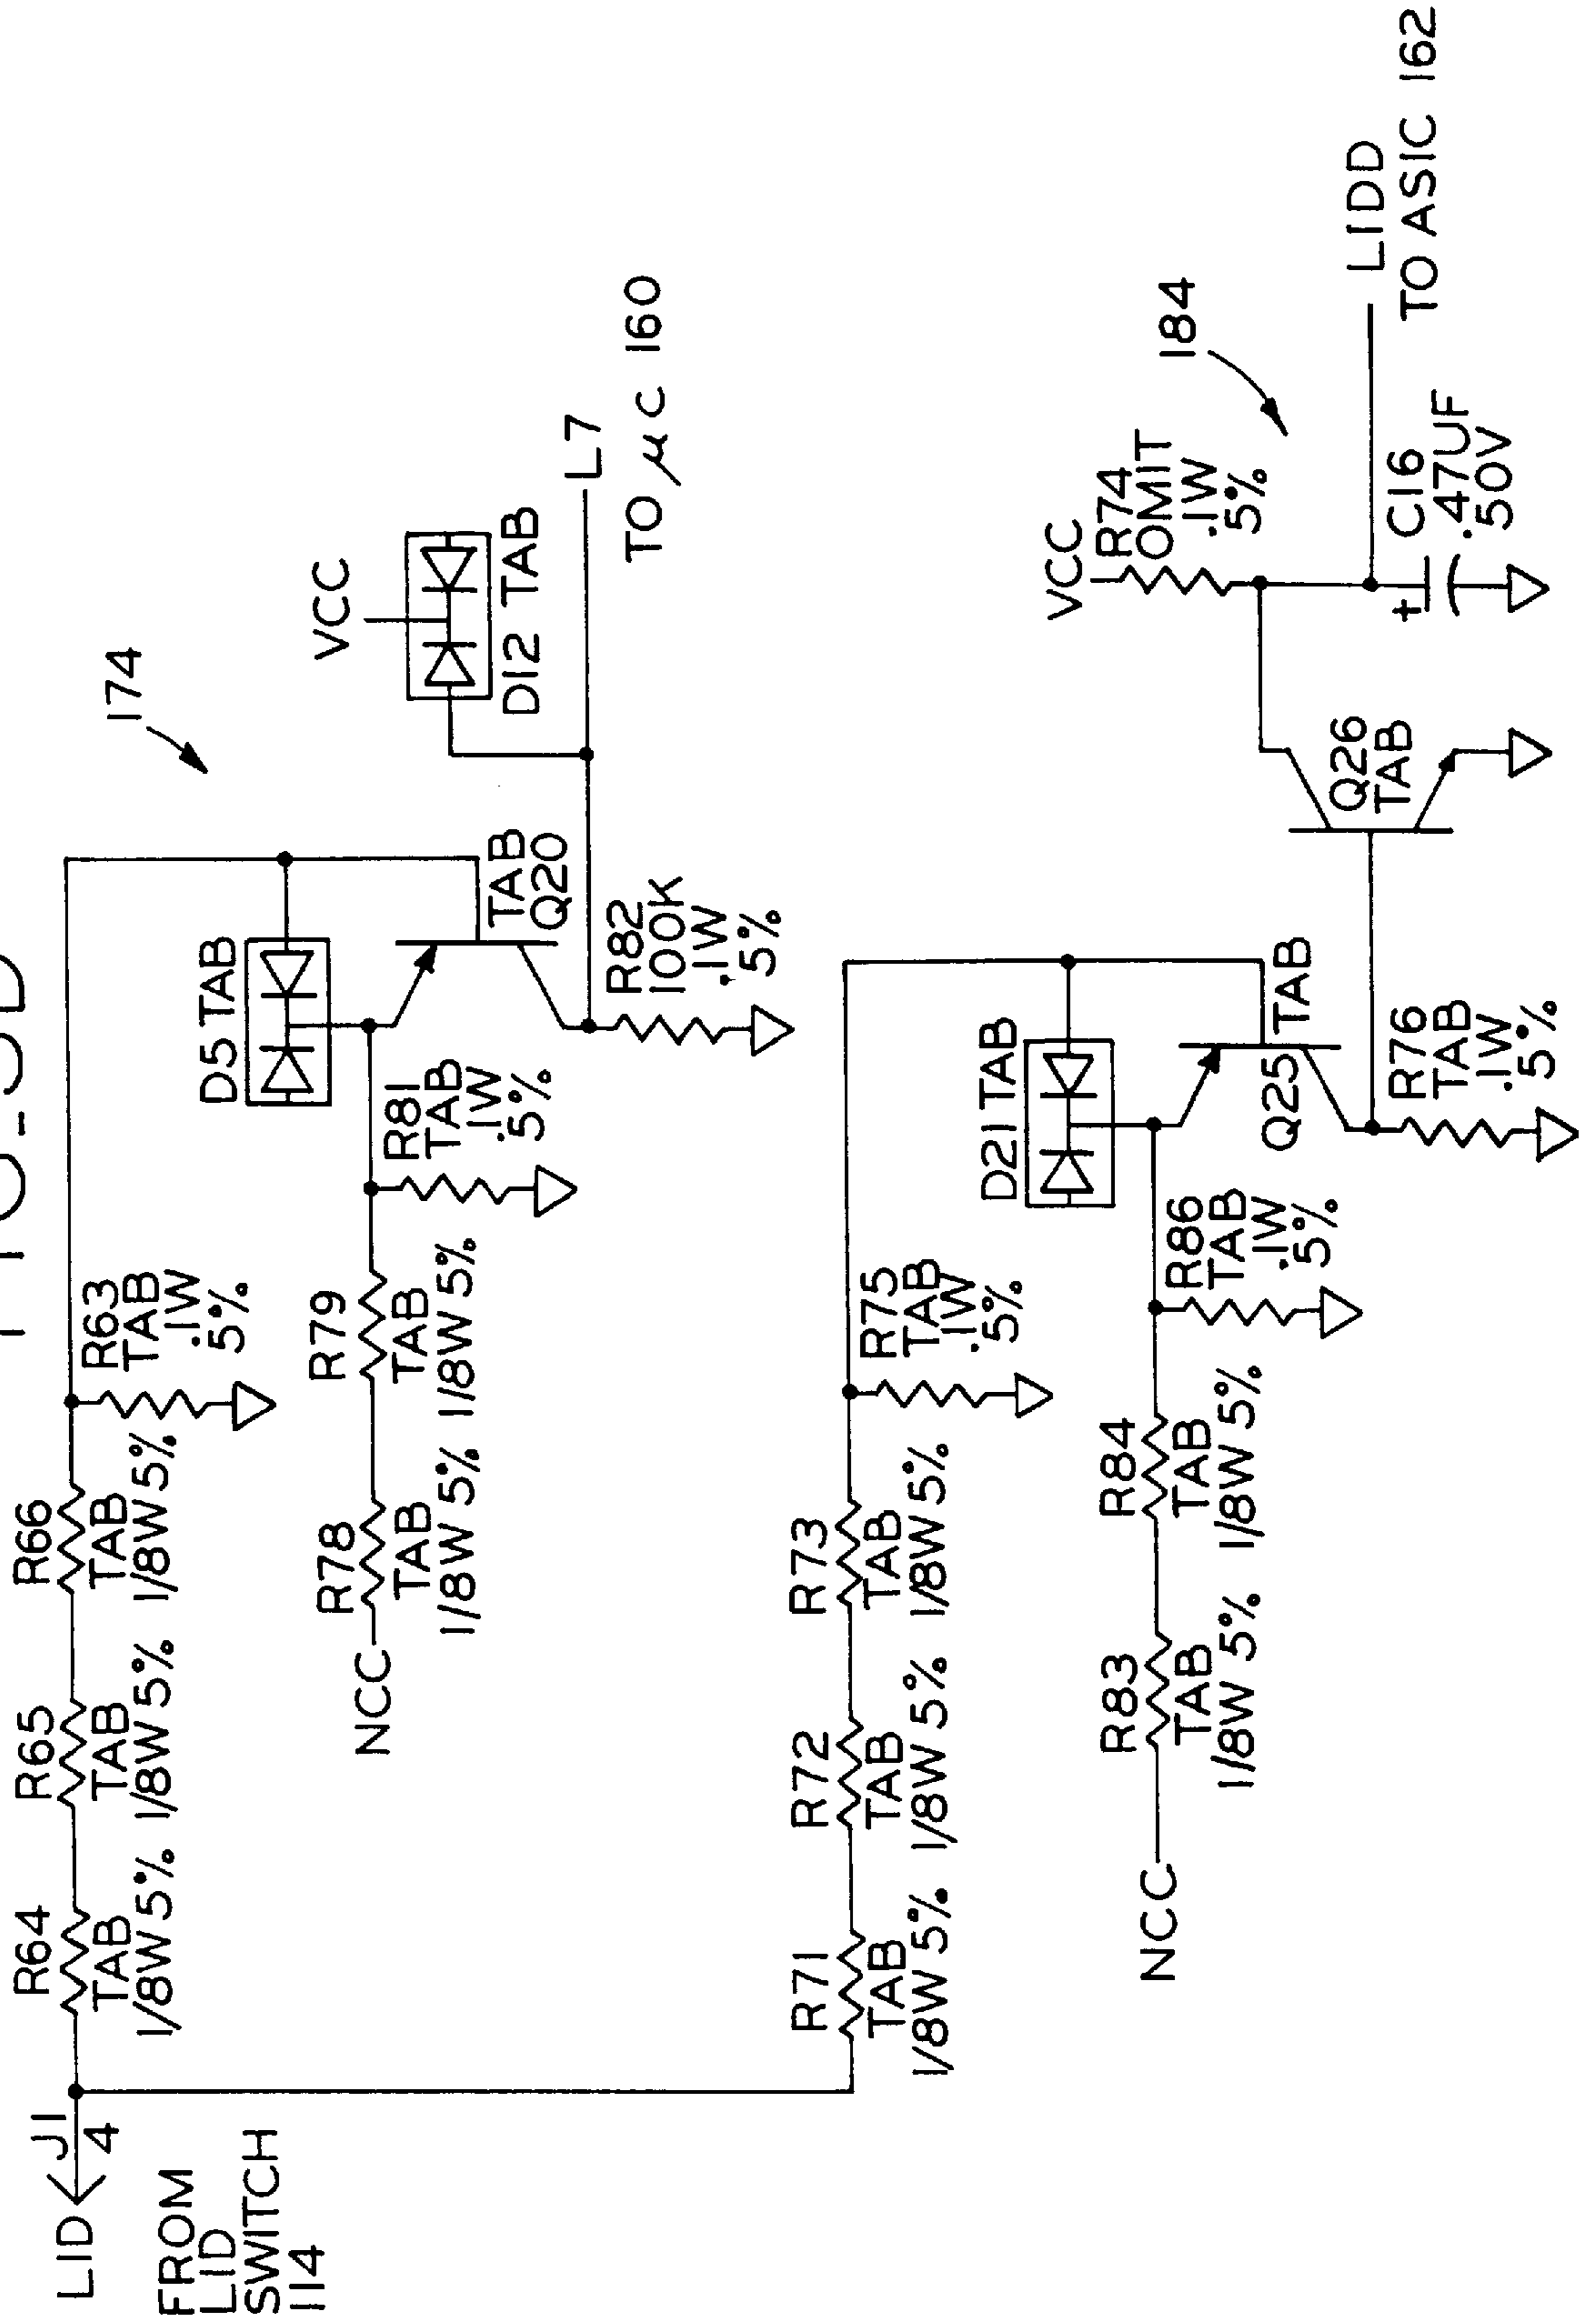 LID
J1
4
FROM
LID
SWITCH
114
R64
TAB
1/8W 5%
R65
TAB
1/8W 5%
R66
TAB
1/8W 5%
R63
TAB
.1W
.5%
174
D5 TAB
TAB
Q20
VCC
D12 TAB
L7
TO μC 160
NCC
R78
TAB
1/8W 5%
R79
TAB
1/8W 5%
R81
TAB
.1W
.5%
R82
100K
.1W
.5%
R71
TAB
1/8W 5%
R72
TAB
1/8W 5%
R73
TAB
1/8W 5%
R75
TAB
.1W
.5%
D21 TAB
Q25
TAB
NCC
R83
TAB
1/8W 5%
R84
TAB
1/8W 5%
R86
TAB
.1W
.5%
R76
TAB
.1W
.5%
Q26
TAB
VCC
R74
OMIT
.1W
.5%
184
+
C16
.47UF
.50V
LIDD
TO ASIC 162